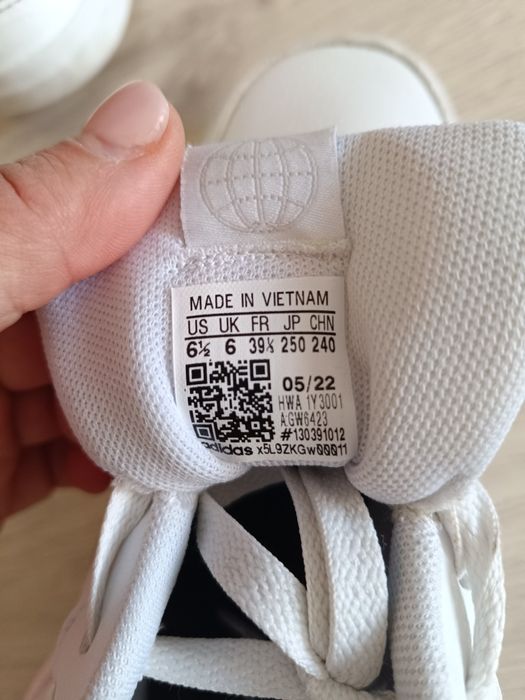 MADE IN VIETNAM
US UK FR JP CHN
6½ 6 39⅓ 250 240
05/22
HWA 1Y3001
A:GW6423
#130391012
adidas x5L9ZKGw00011